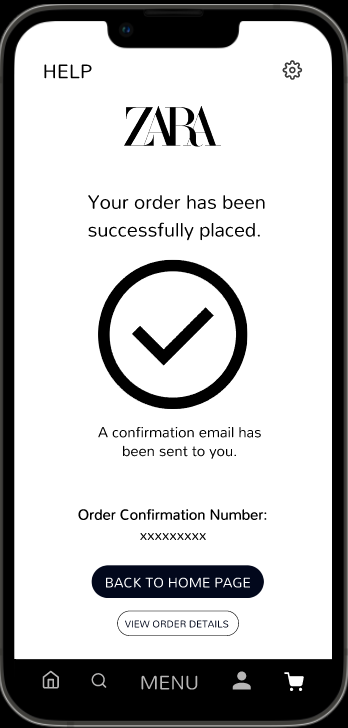 HELP
ZARA
Your order has been
successfully placed.
A confirmation email has
been sent to you.
Order Confirmation Number:
xxxxxxxxx
BACK TO HOME PAGE
VIEW ORDER DETAILS
MENU